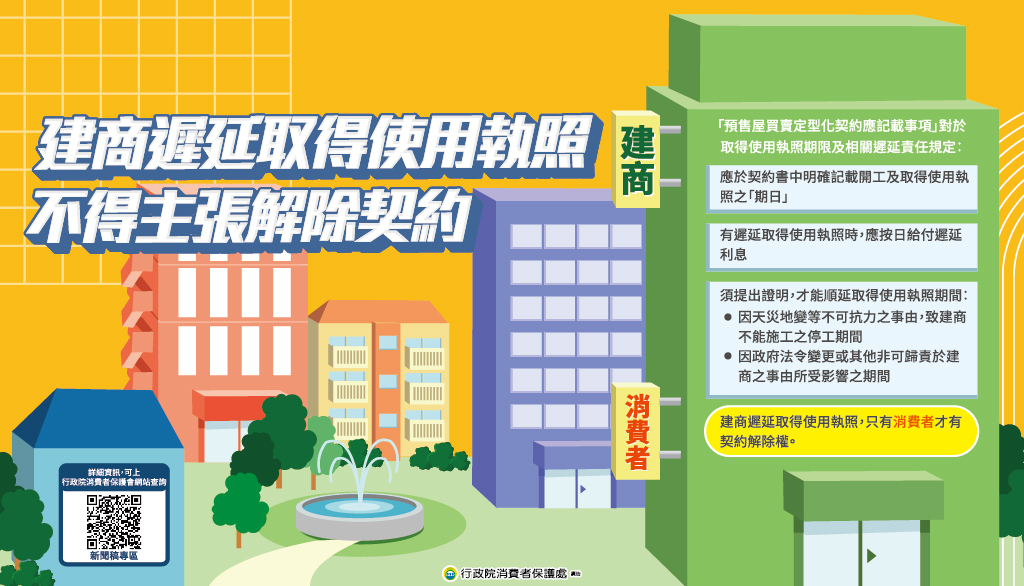 建商遲延取得使用執照
不得主張解除契約
建商
消費者
「預售屋買賣定型化契約應記載事項」對於
取得使用執照期限及相關遲延責任規定：
應於契約書中明確記載開工及取得使用執
照之「期日」
有遲延取得使用執照時，應按日給付遲延
利息
須提出證明，才能順延取得使用執照期間：
● 因天災地變等不可抗力之事由，致建商
不能施工之停工期間
● 因政府法令變更或其他非可歸責於建
商之事由所受影響之期間
建商遲延取得使用執照，只有消費者才有
契約解除權。
詳細資訊，可上
行政院消費者保護會網站查詢
新聞稿專區
行政院消費者保護處 廣告